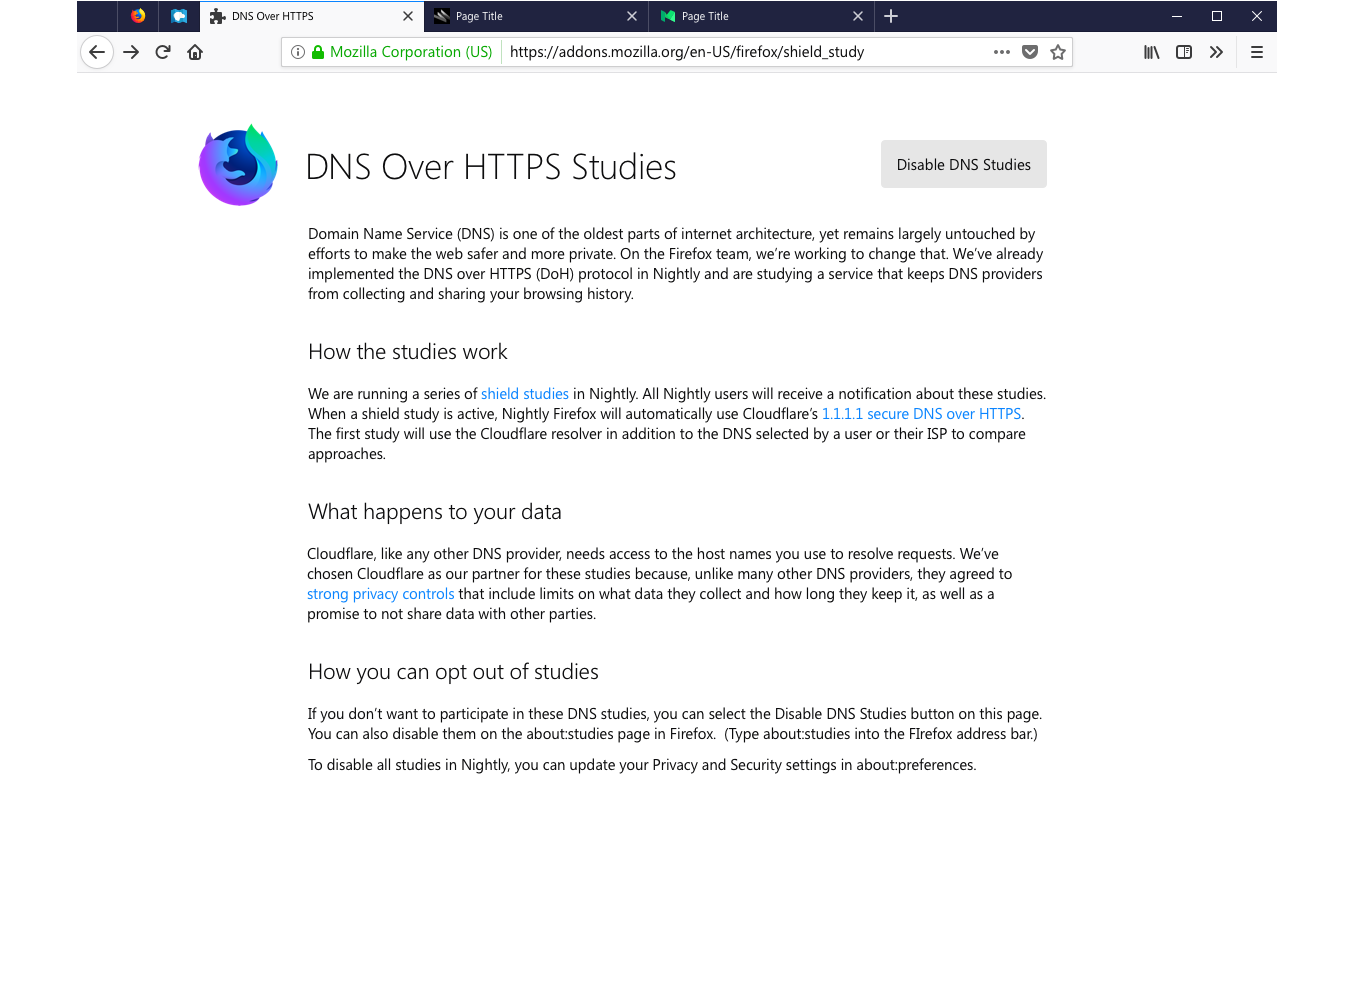 DNS Over HTTPS
Page Title
Page Title
Mozilla Corporation (US)
https://addons.mozilla.org/en-US/firefox/shield_study
DNS Over HTTPS Studies
Disable DNS Studies
Domain Name Service (DNS) is one of the oldest parts of internet architecture, yet remains largely untouched by
efforts to make the web safer and more private. On the Firefox team, we’re working to change that. We’ve already
implemented the DNS over HTTPS (DoH) protocol in Nightly and are studying a service that keeps DNS providers
from collecting and sharing your browsing history.
How the studies work
We are running a series of shield studies in Nightly. All Nightly users will receive a notification about these studies.
When a shield study is active, Nightly Firefox will automatically use Cloudflare’s 1.1.1.1 secure DNS over HTTPS.
The first study will use the Cloudflare resolver in addition to the DNS selected by a user or their ISP to compare
approaches.
What happens to your data
Cloudflare, like any other DNS provider, needs access to the host names you use to resolve requests. We’ve
chosen Cloudflare as our partner for these studies because, unlike many other DNS providers, they agreed to
strong privacy controls that include limits on what data they collect and how long they keep it, as well as a
promise to not share data with other parties.
How you can opt out of studies
If you don’t want to participate in these DNS studies, you can select the Disable DNS Studies button on this page.
You can also disable them on the about:studies page in Firefox.  (Type about:studies into the FIrefox address bar.)
To disable all studies in Nightly, you can update your Privacy and Security settings in about:preferences.